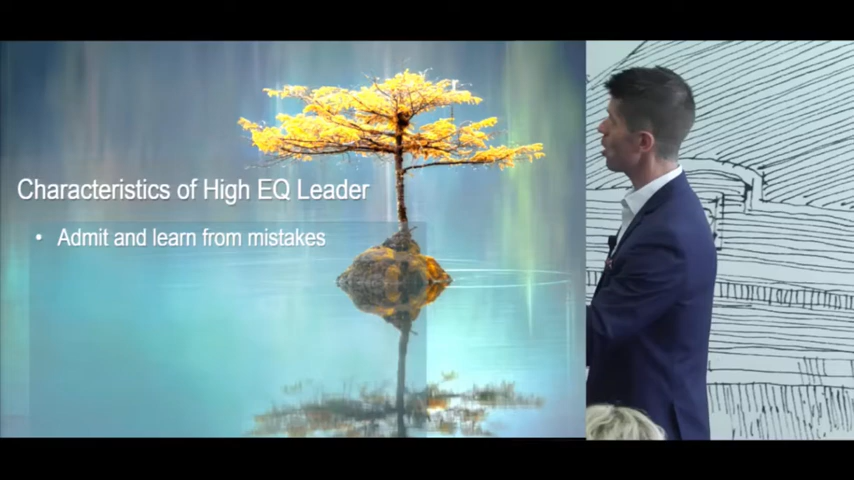 Characteristics of High EQ Leader
• Admit and learn from mistakes